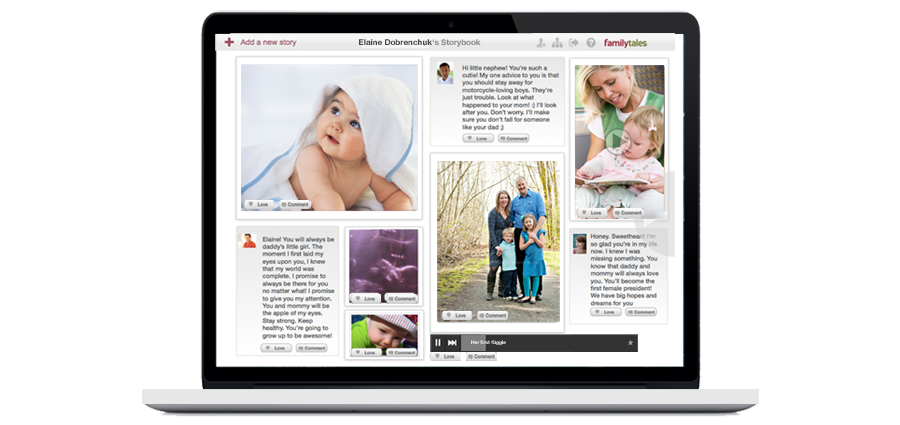 Add a new story
Elaine Dobrenchuk's Storybook
familytales
Love Comment
Hi little nephew! You're such a
cutie! My one advice to you is that
you should stay away for
motorcycle-loving boys. They're
just trouble. Look at what
happened to your mom! :) I'll look
after you. Don't worry. I'll make
sure you don't fall for someone
like your dad ;)
Love Comment
Love Comment
Elaine! You will always be
daddy's little girl. The
moment I first laid my
eyes upon you, I knew
that my world was
complete. I promise to
always be there for you
no matter what! I promise
to give you my attention.
You and mommy will be
the apple of my eyes.
Stay strong. Keep
healthy. You're going to
grow up to be awesome!
Love Comment
Love Comment
Love Comment
Love Comment
Her first Giggle
Love Comment
Honey. Sweetheart! I'm
so glad you're in my life
now. I knew I was
missing something. You
know that daddy and
mommy will always love
you. You'll become the
first female president!
We have big hopes and
dreams for you
Love Comment